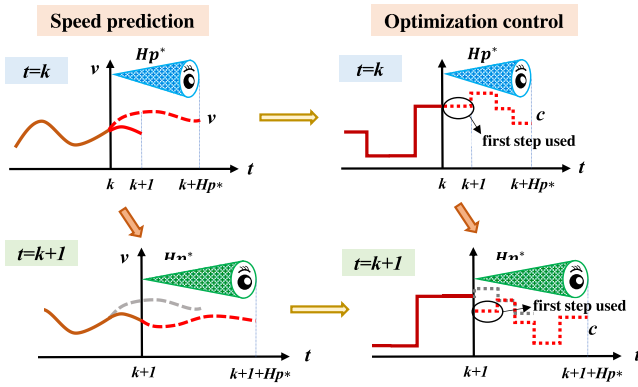 Speed prediction
Optimization control
t=k
v
Hp*
v
t
k
k+1
k+Hp*
t=k
Hp*
c
first step used
t
k
k+1
k+Hp*
t=k+1
v
Hp*
t
k+1
k+1+Hp*
t=k+1
Hp*
first step used
c
t
k+1
k+1+Hp*